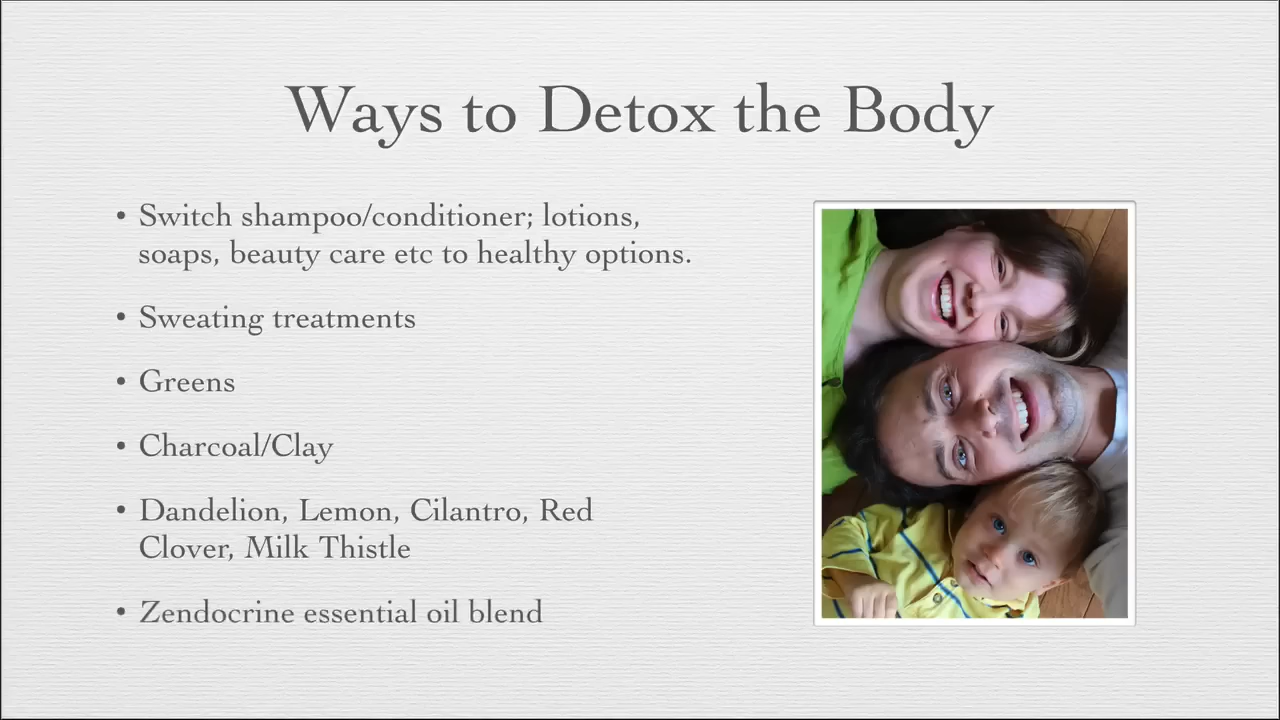 Ways to Detox the Body
• Switch shampoo/conditioner; lotions,
soaps, beauty care etc to healthy options.
• Sweating treatments
• Greens
• Charcoal/Clay
• Dandelion, Lemon, Cilantro, Red
Clover, Milk Thistle
• Zendocrine essential oil blend